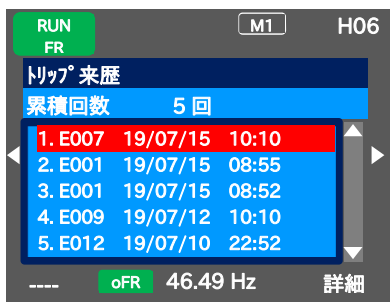 RUN M1 H06
FR
ﾄﾘｯﾌﾟ来歴
累積回数 5 回
1. E007 19/07/15 10:10
2. E001 19/07/15 08:55
3. E001 19/07/15 08:52
4. E009 19/07/12 10:10
5. E012 19/07/10 22:52
---- oFR 46.49 Hz 詳細